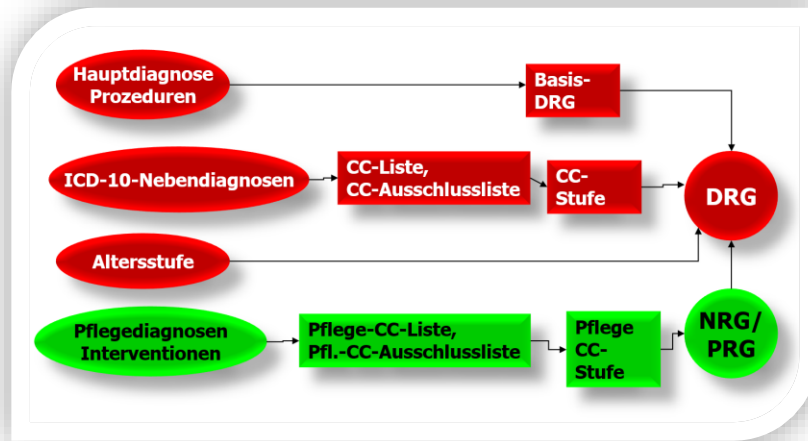 Hauptdiagnose
Prozeduren
Basis-
DRG
ICD-10-Nebendiagnosen
CC-Liste,
CC-Ausschlussliste
CC-
Stufe
DRG
Altersstufe
Pflegediagnosen
Interventionen
Pflege-CC-Liste,
Pfl.-CC-Ausschlussliste
Pflege
CC-
Stufe
NRG/
PRG